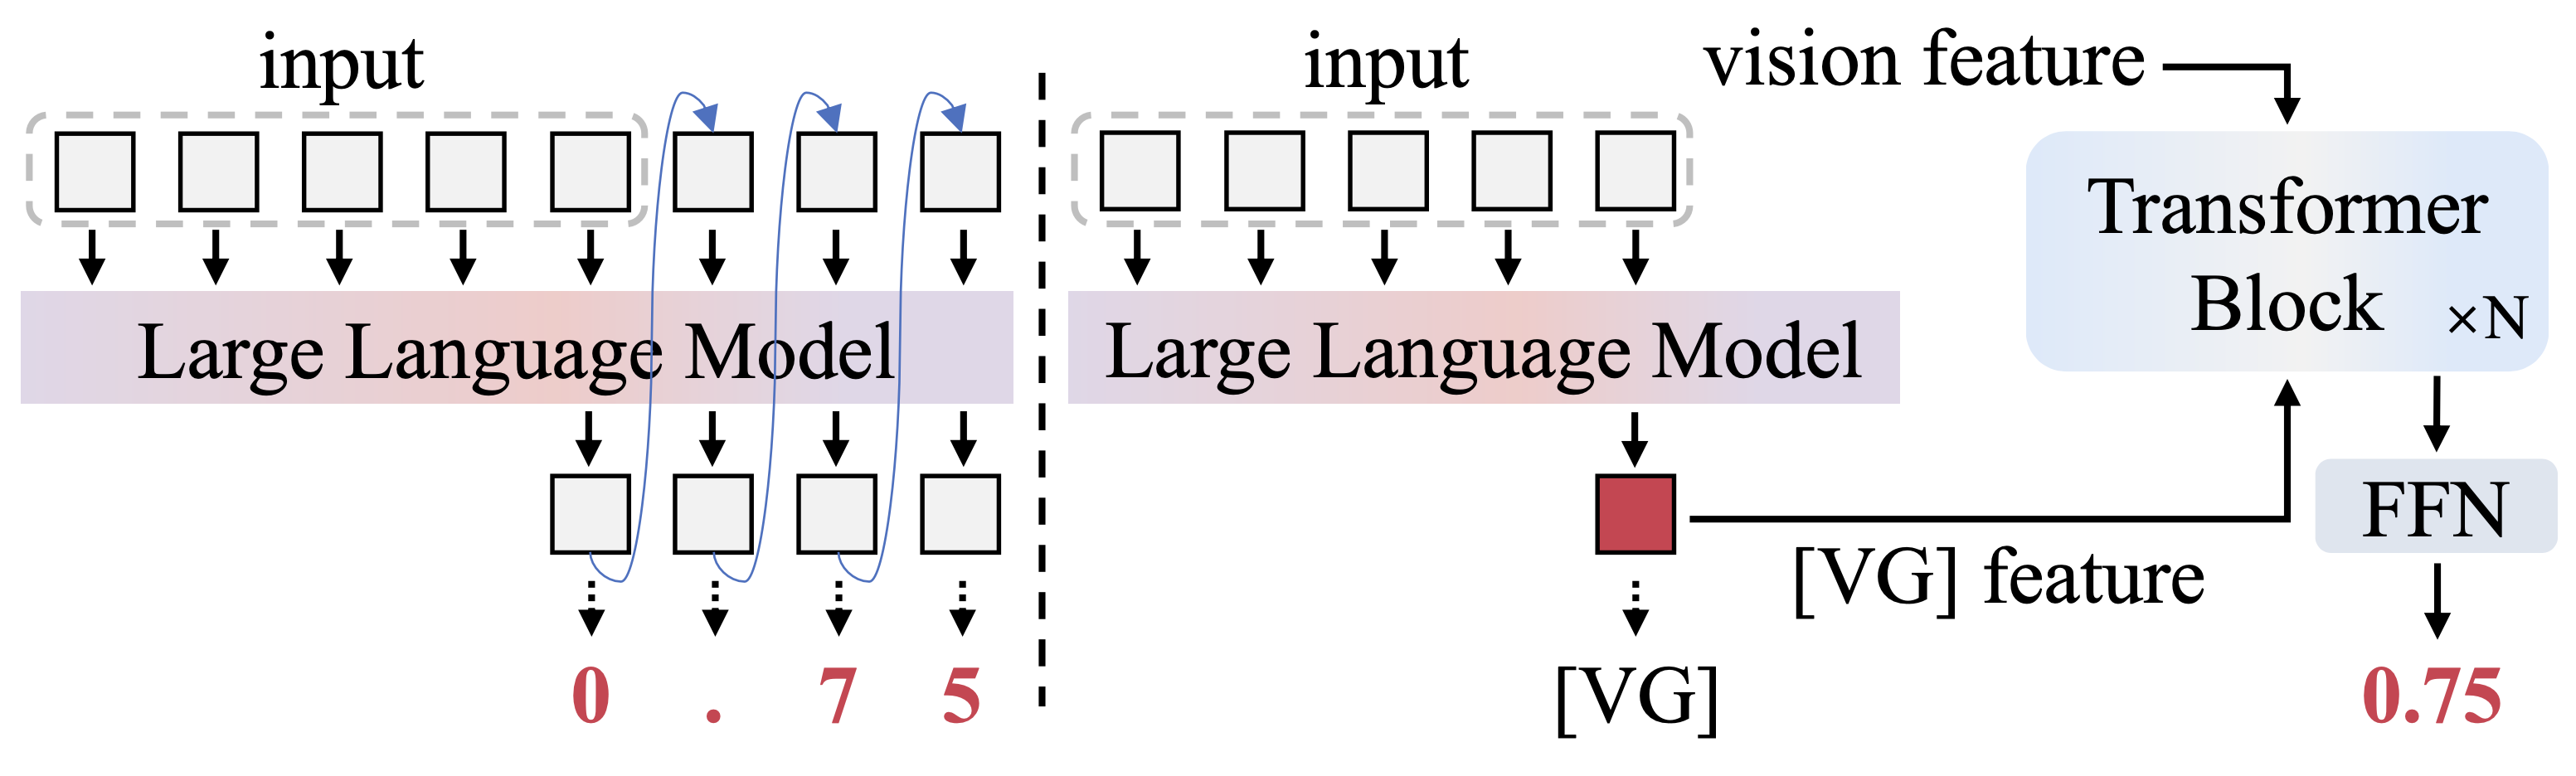 input
Large Language Model
0 . 7 5
input
Large Language Model
[VG]
[VG] feature
vision feature
Transformer
Block ×N
FFN
0.75